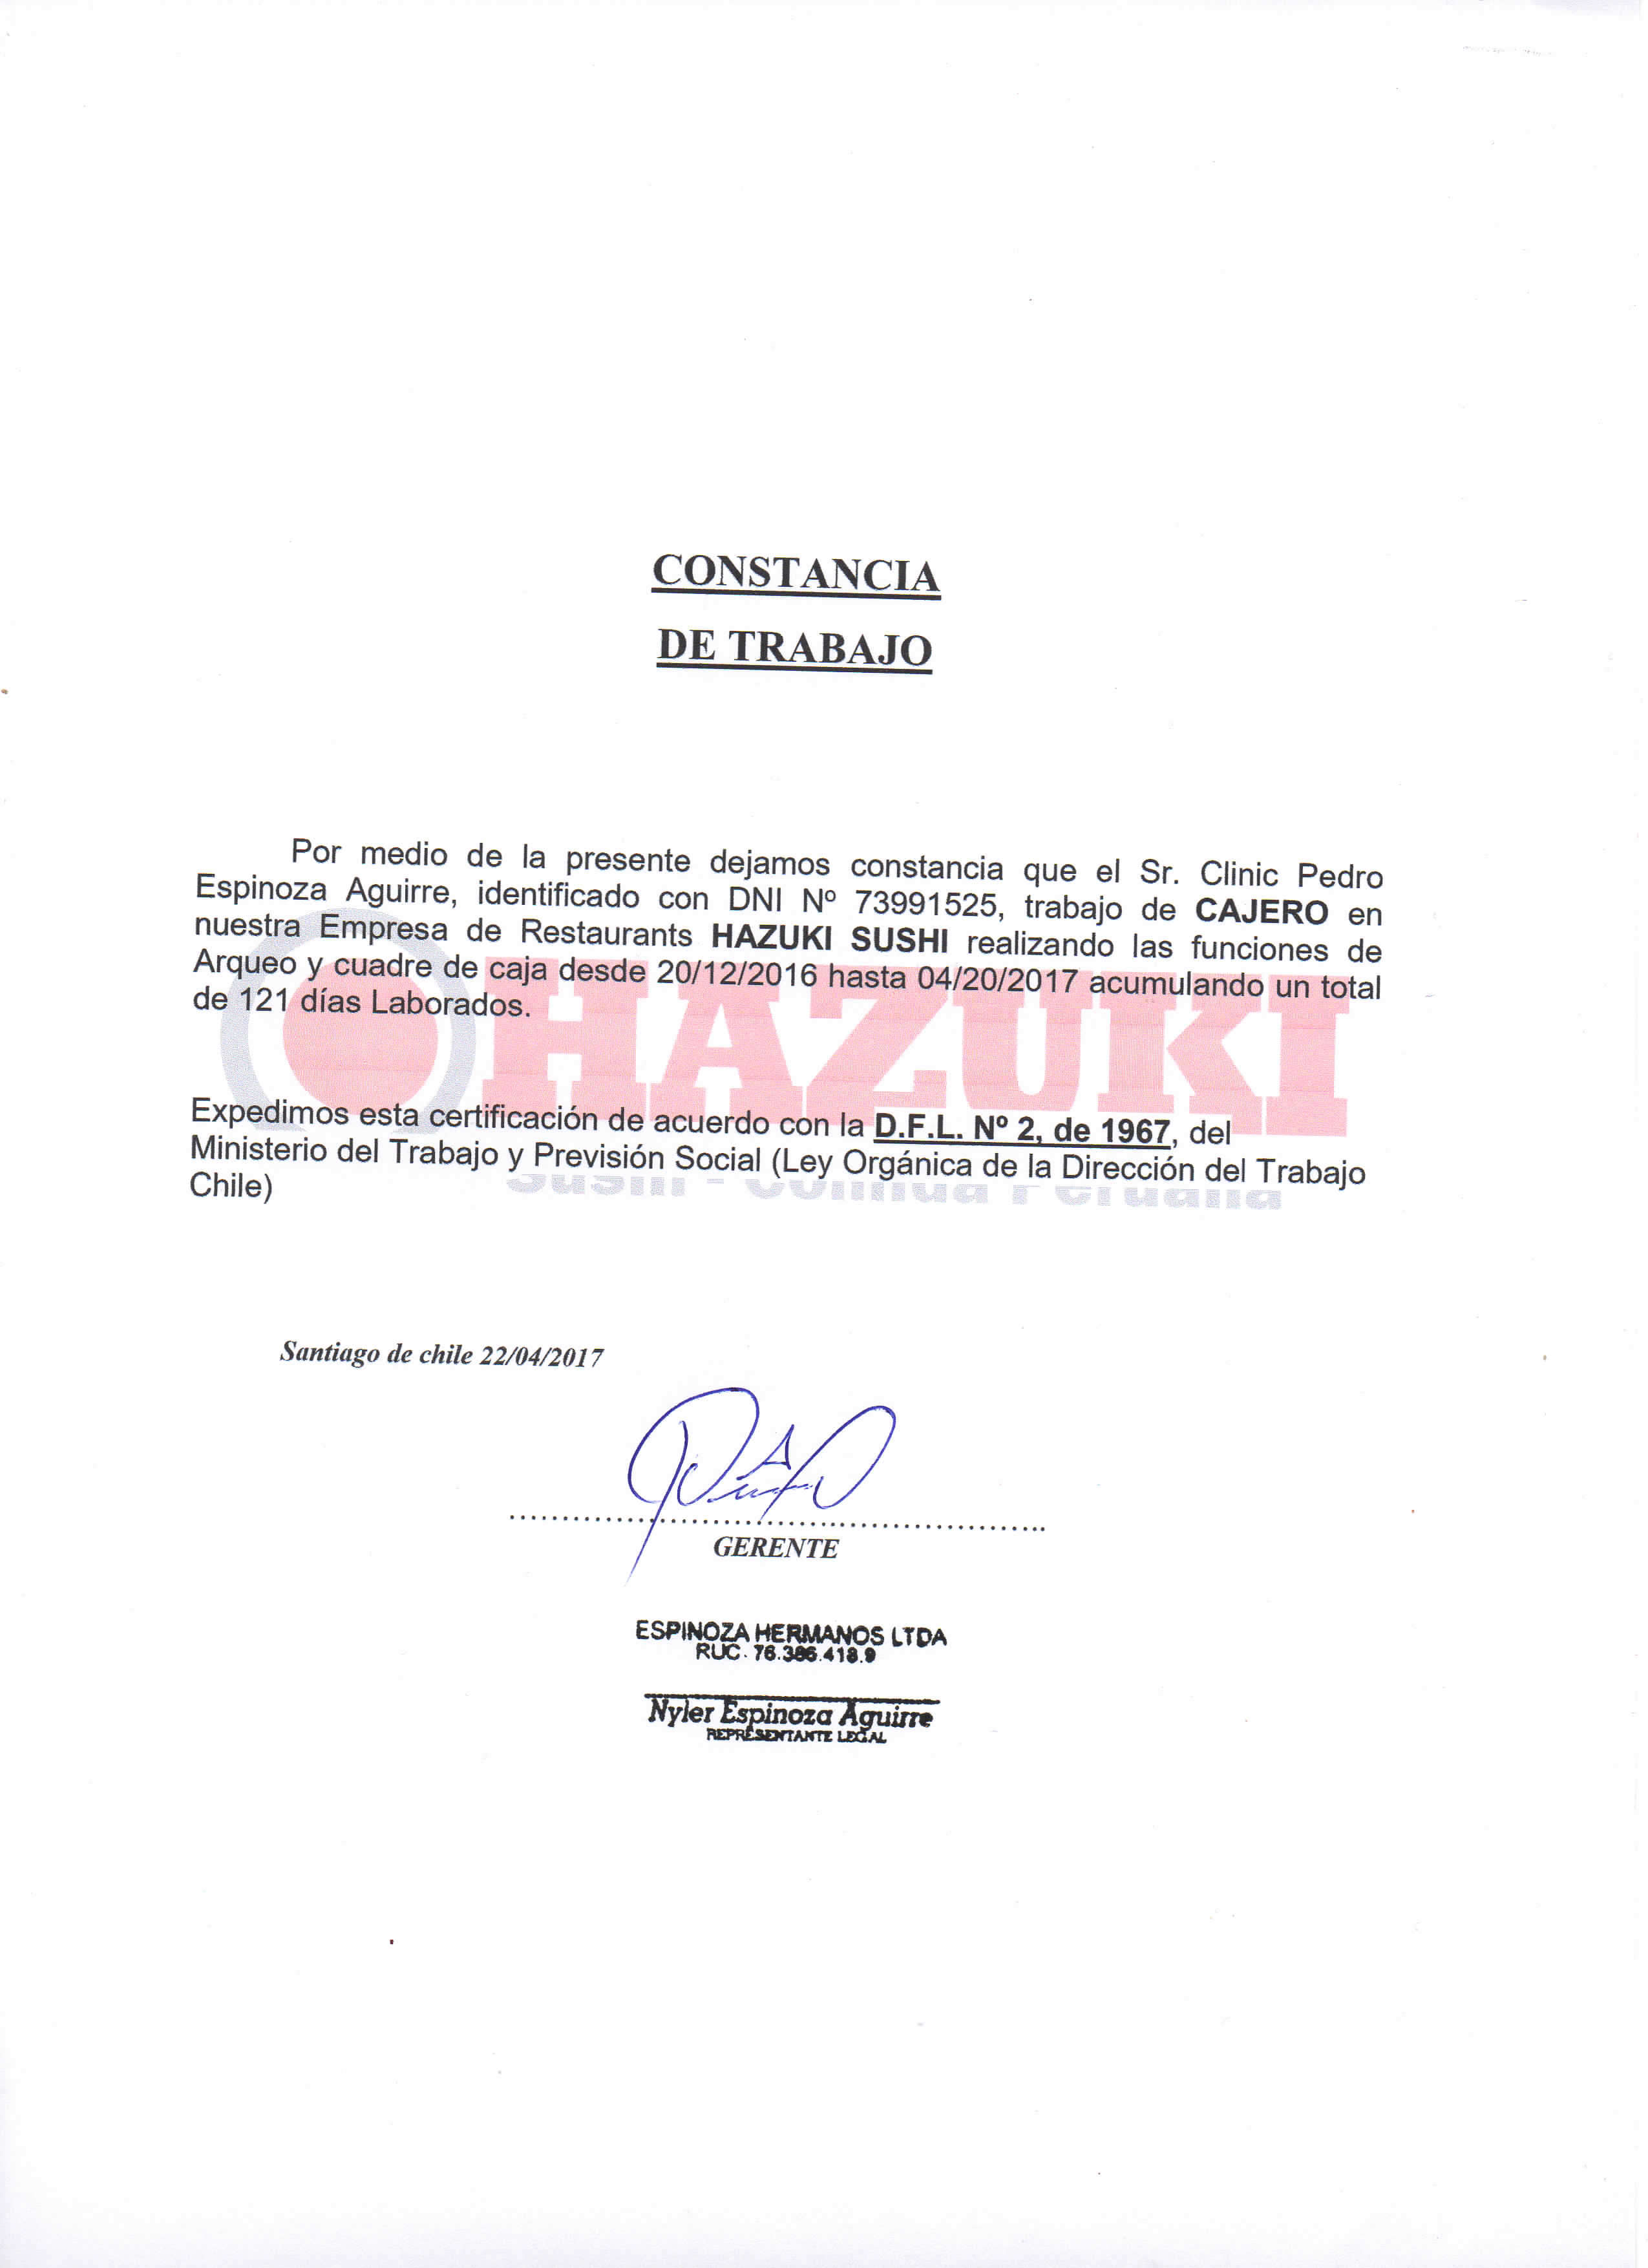 CONSTANCIA
DE TRABAJO
Por medio de la presente dejamos constancia que el Sr. Clinic Pedro
Espinoza Aguirre, identificado con DNI Nº 73991525, trabajo de CAJERO en
nuestra Empresa de Restaurants HAZUKI SUSHI realizando las funciones de
Arqueo y cuadre de caja desde 20/12/2016 hasta 04/20/2017 acumulando un total
de 121 días Laborados.
HAZUKI
Expedimos esta certificación de acuerdo con la D.F.L. Nº 2, de 1967, del
Ministerio del Trabajo y Previsión Social (Ley Orgánica de la Dirección del Trabajo
Chile)
Sushi - Comida Peruana
Santiago de chile 22/04/2017
GERENTE
ESPINOZA HERMANOS LTDA
RUC. 76.386.418.9
Nyler Espinoza Aguirre
REPRESENTANTE LEGAL